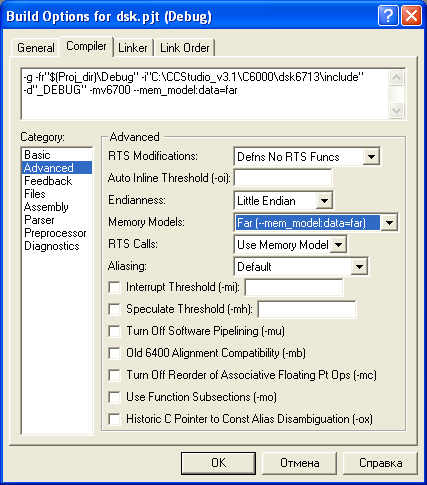 Build Options for dsk.pjt (Debug)
General Compiler Linker Link Order
-g -fr"$(Proj_dir)\Debug" -i"C:\CCStudio_v3.1\C6000\dsk6713\include"
-d"_DEBUG" -mv6700 --mem_model:data=far
Category:
Basic
Advanced
Feedback
Files
Assembly
Parser
Preprocessor
Diagnostics
Advanced
RTS Modifications: Defns No RTS Funcs
Auto Inline Threshold (-oi):
Endianness: Little Endian
Memory Models: Far (--mem_model:data=far)
RTS Calls: Use Memory Model
Aliasing: Default
Interrupt Threshold (-mi):
Speculate Threshold (-mh):
Turn Off Software Pipelining (-mu)
Old 6400 Alignment Compatibility (-mb)
Turn Off Reorder of Associative Floating Pt Ops (-mc)
Use Function Subsections (-mo)
Historic C Pointer to Const Alias Disambiguation (-ox)
OK Отмена Справка